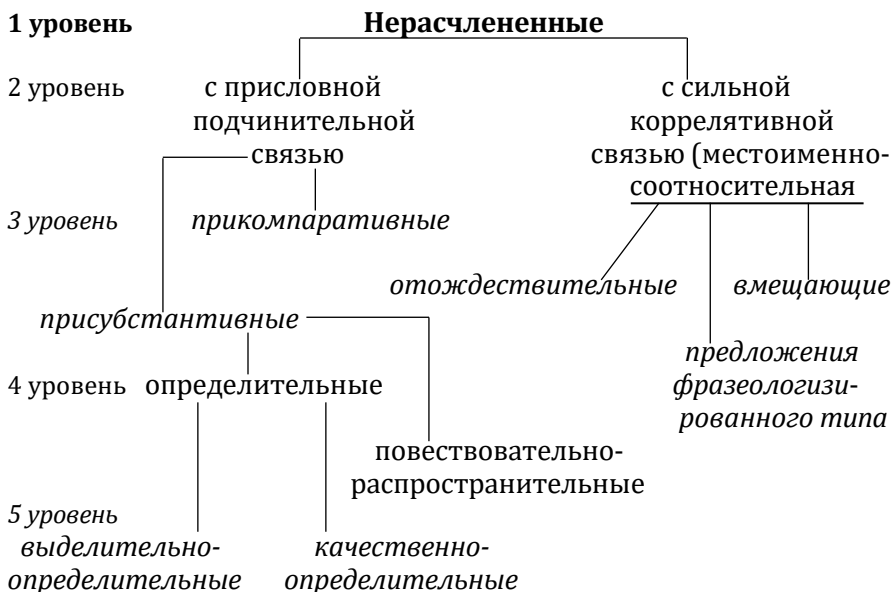 1 уровень Нерасчлененные
2 уровень с присловной с сильной
подчинительной коррелятивной
связью связью (местоименно-
соотносительная
3 уровень прикомпаративные
отождествительные вмещающие
присубстантивные
предложения
4 уровень определительные фразеологизи-
рованного типа
повествовательно-
распространительные
5 уровень
выделительно- качественно-
определительные определительные